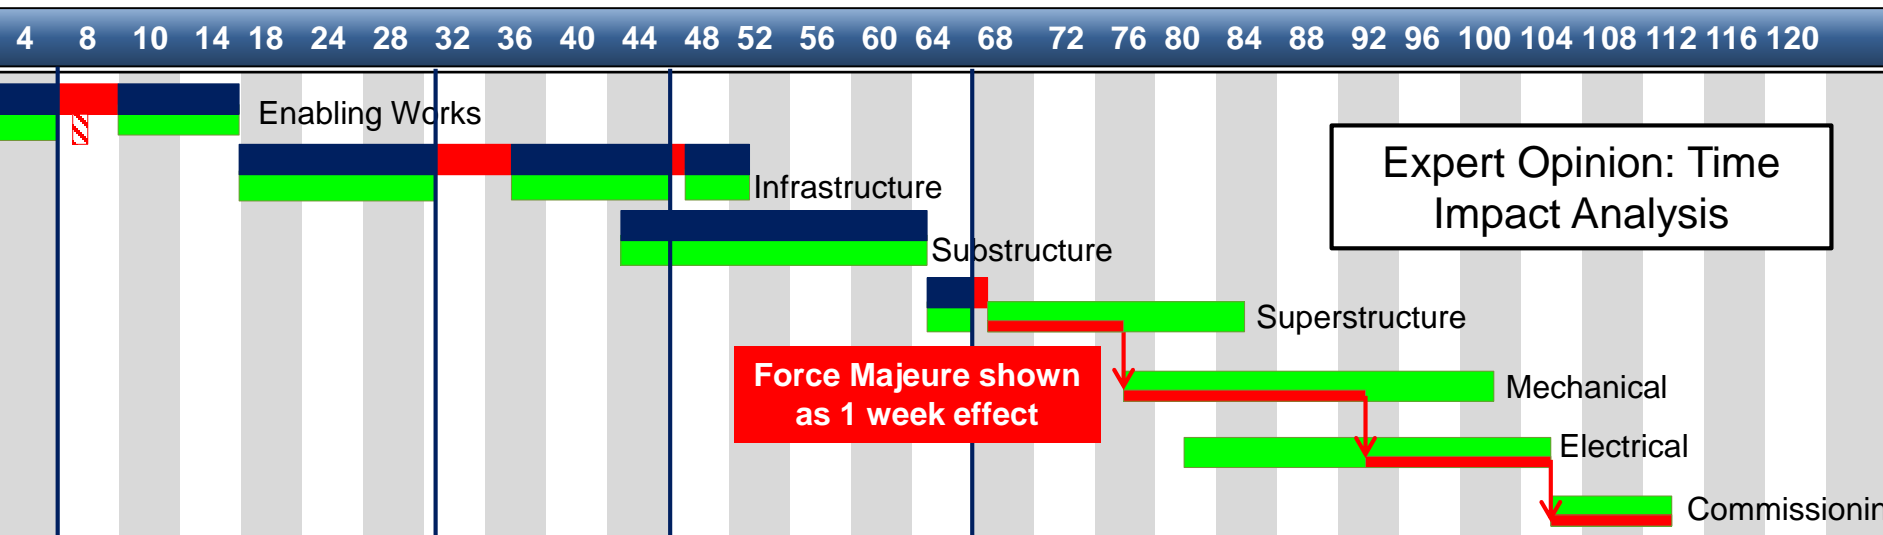 4 8 10 14 18 24 28 32 36 40 44 48 52 56 60 64 68 72 76 80 84 88 92 96 100 104 108 112 116 120
Enabling Works
Expert Opinion: Time
Impact Analysis
Infrastructure
Substructure
Superstructure
Force Majeure shown
as 1 week effect
Mechanical
Electrical
Commissionin